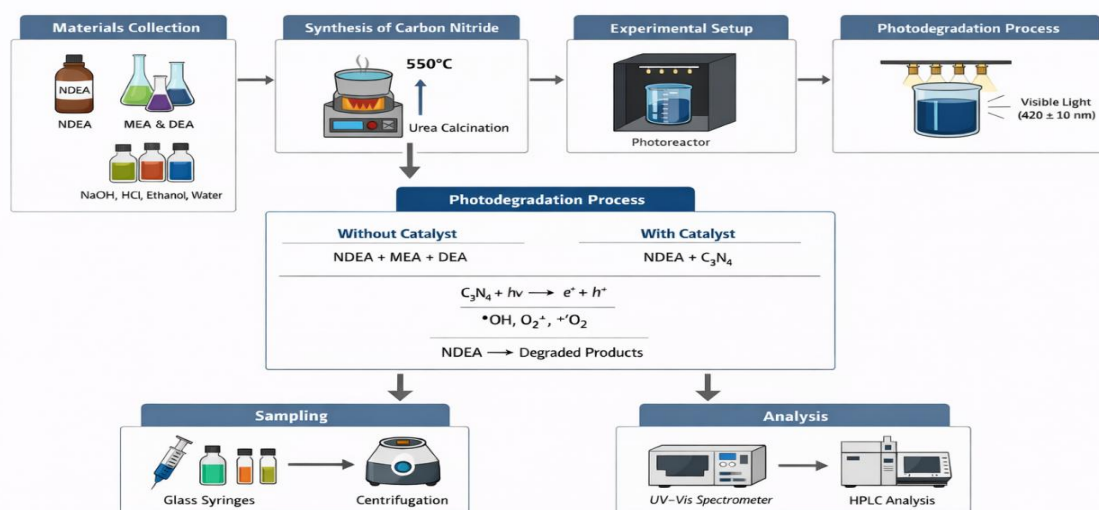 Materials Collection
NDEA
NDEA
MEA & DEA
NaOH, HCl, Ethanol, Water
Synthesis of Carbon Nitride
550°C
Urea Calcination
Experimental Setup
Photoreactor
Photodegradation Process
Visible Light
(420 ± 10 nm)
Photodegradation Process
Without Catalyst
With Catalyst
NDEA + MEA + DEA
NDEA + C₃N₄
C₃N₄ + hv ⟶ e⁺ + h⁺
•OH, O₂⁺, ⁺′O₂
NDEA ⟶ Degraded Products
Sampling
Glass Syringes
Centrifugation
Analysis
UV–Vis Spectrometer
HPLC Analysis